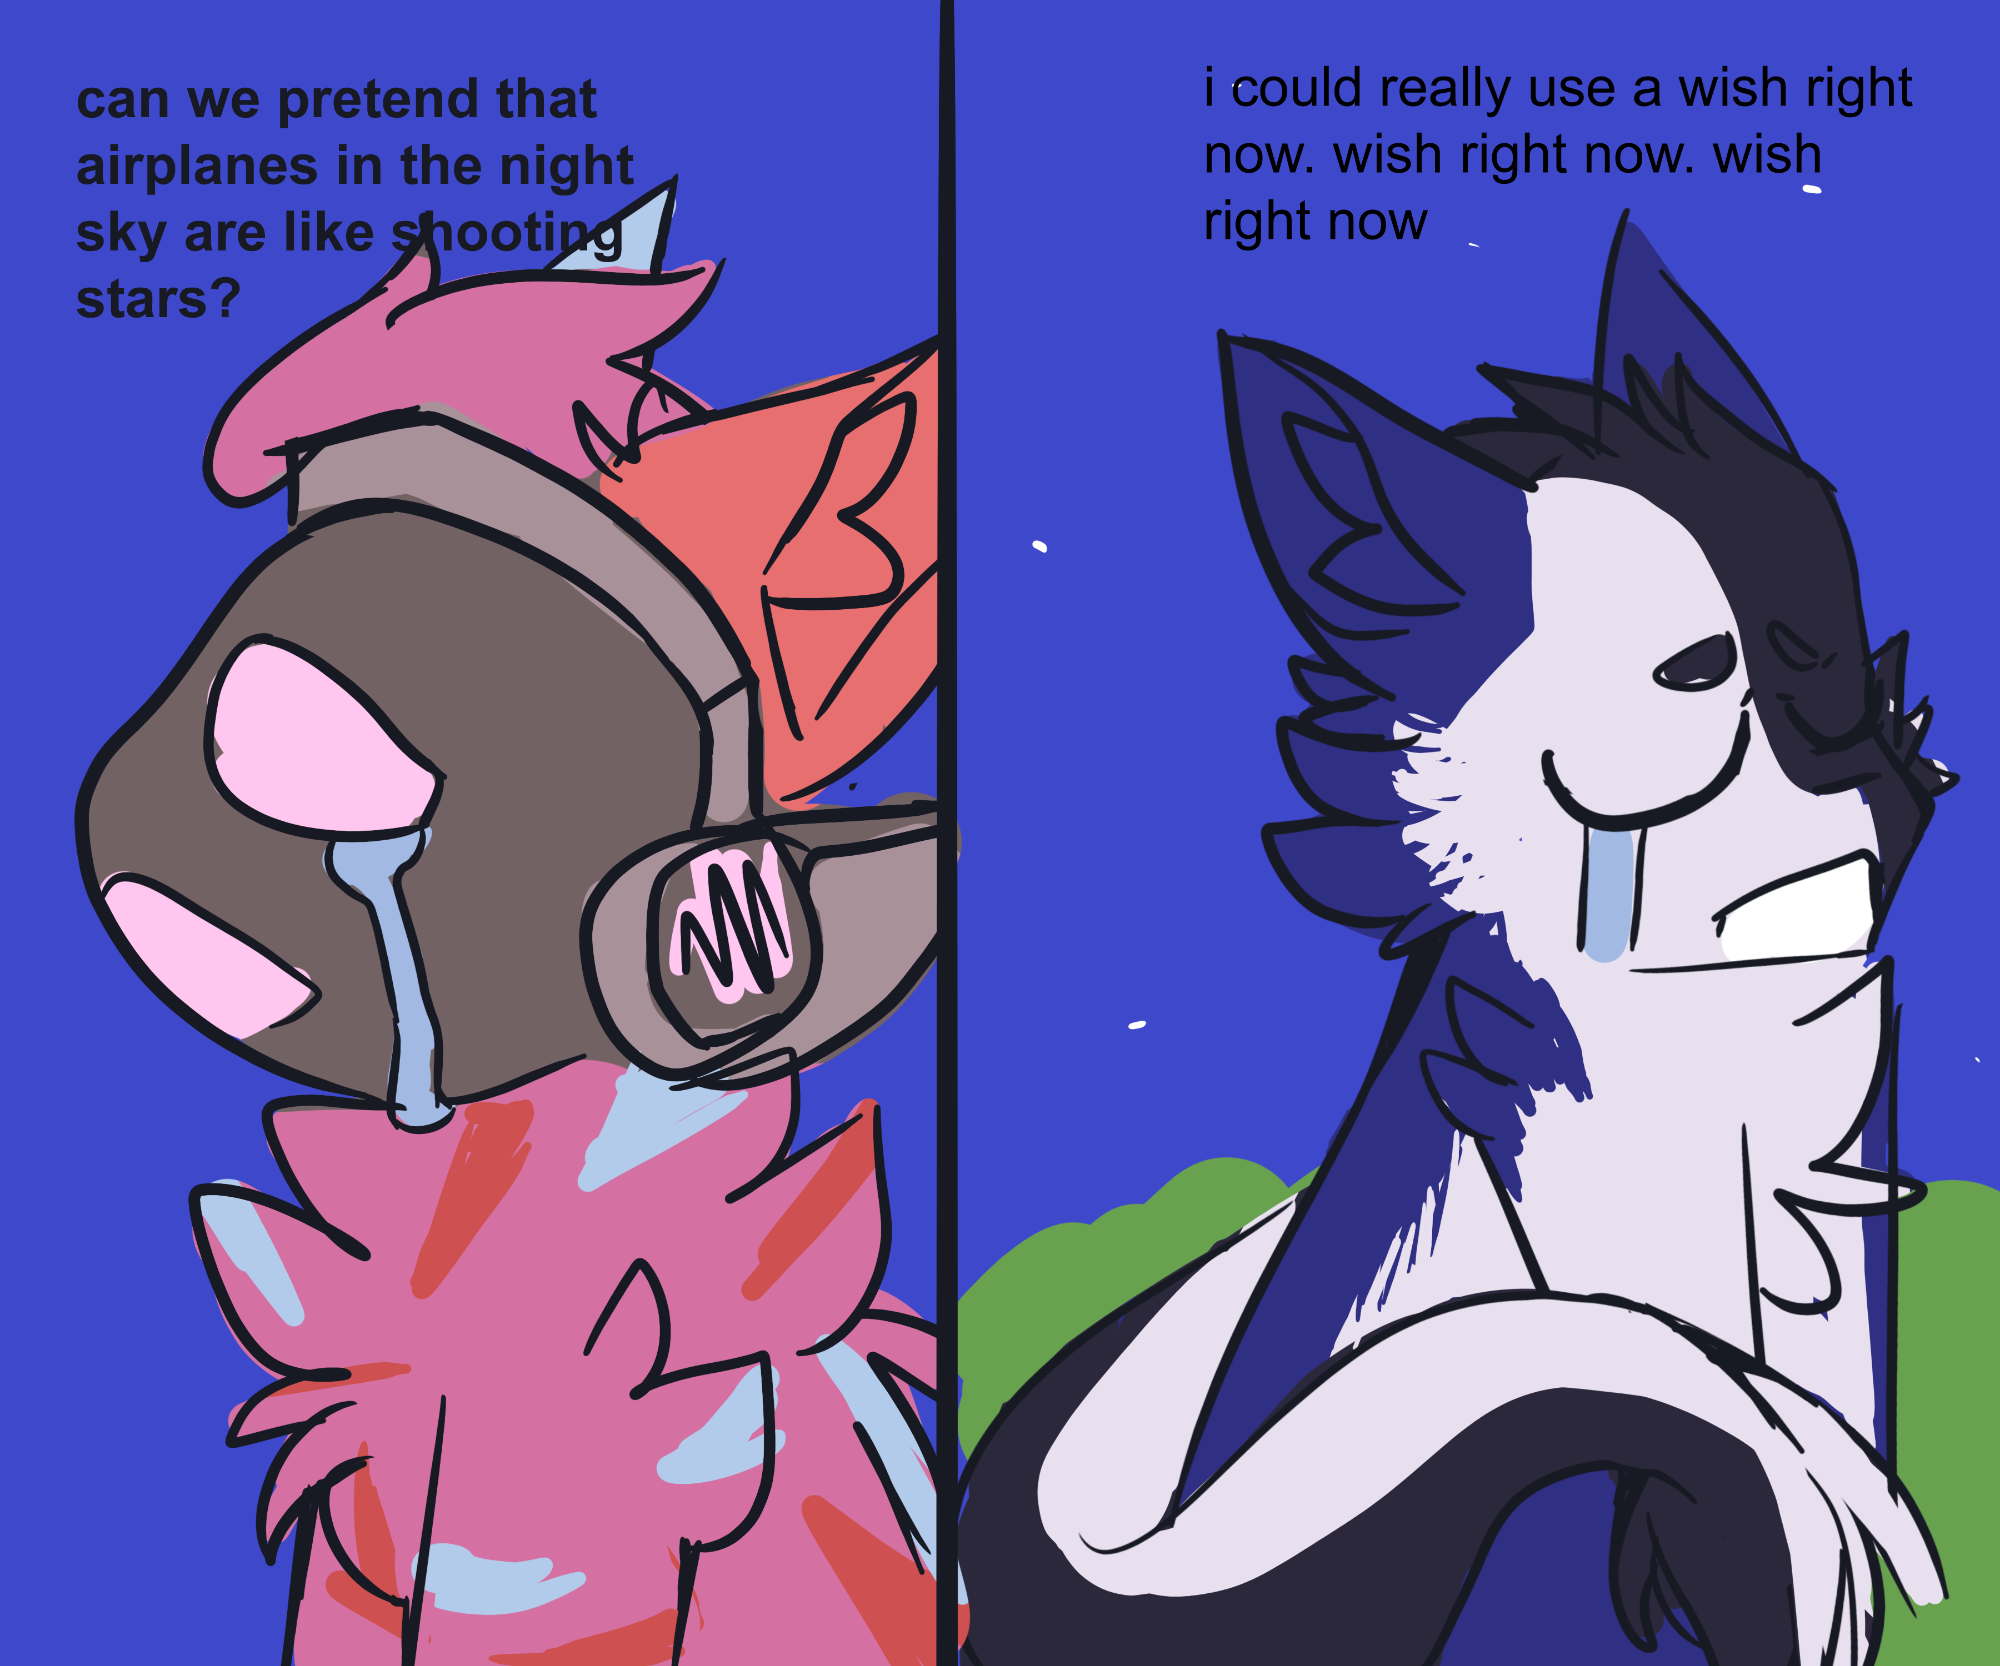 can we pretend that
airplanes in the night
sky are like shooting
stars?
i could really use a wish right
now. wish right now. wish
right now